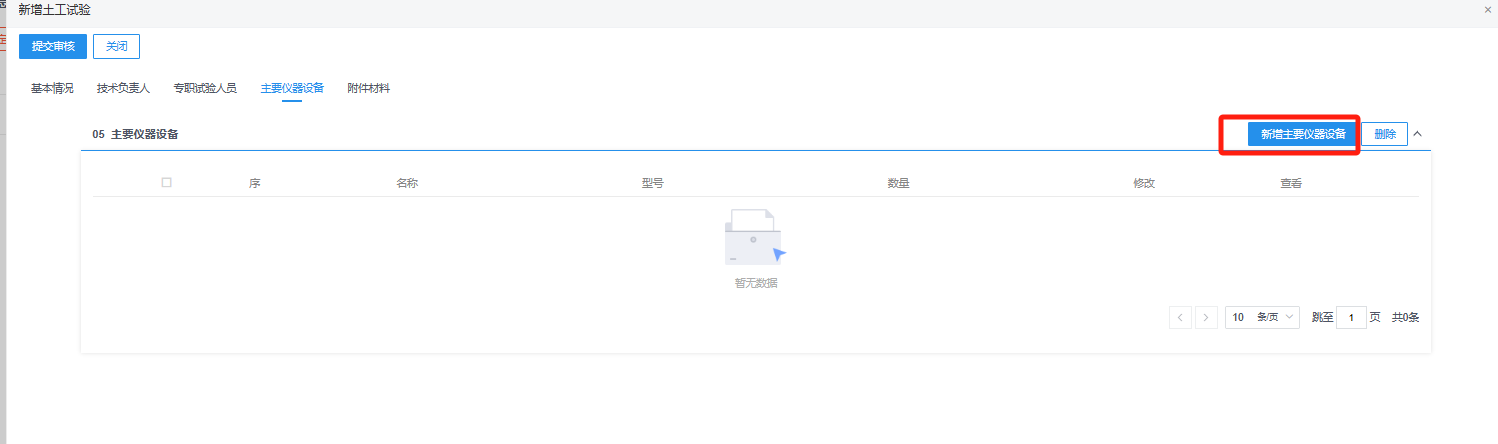 新增土工试验
提交审核 关闭
基本情况 技术负责人 专职试验人员 主要仪器设备 附件材料
05 主要仪器设备 新增主要仪器设备 删除
序 名称 型号 数量 修改 查看
暂无数据
10 条/页 跳至 1 页 共0条